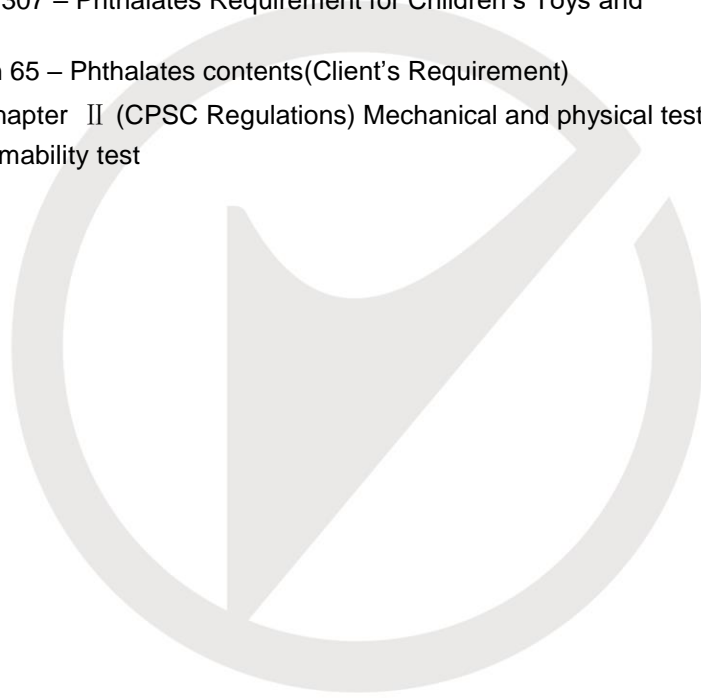 307 – Phthalates Requirement for Children's Toys and
65 – Phthalates contents(Client's Requirement)
hapter Ⅱ (CPSC Regulations) Mechanical and physical test
mability test